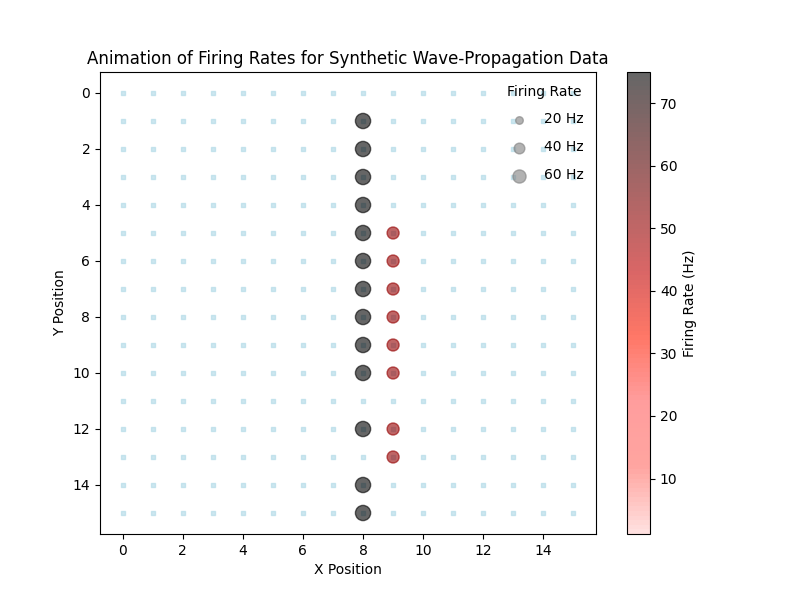 Animation of Firing Rates for Synthetic Wave-Propagation Data
Firing Rate
20 Hz
40 Hz
60 Hz
0
2
4
6
8
10
12
14
Y Position
0 2 4 6 8 10 12 14
X Position
70
60
50
40
30
20
10
Firing Rate (Hz)